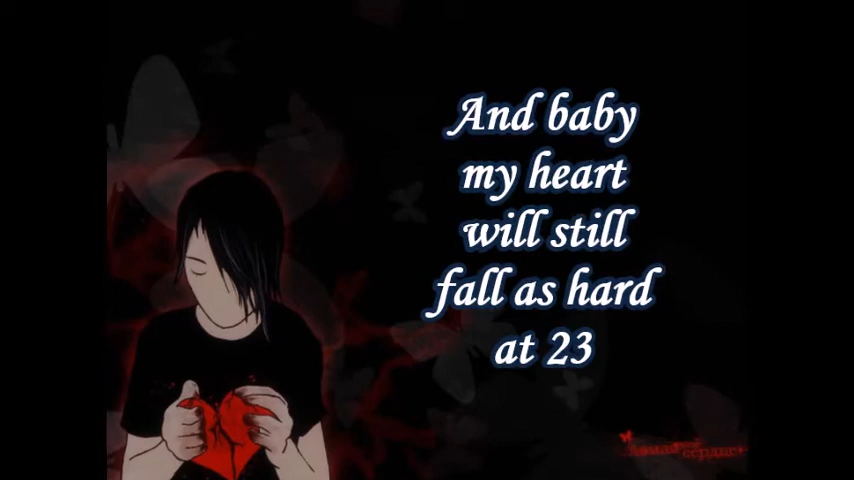 And baby
my heart
will still
fall as hard
at 23